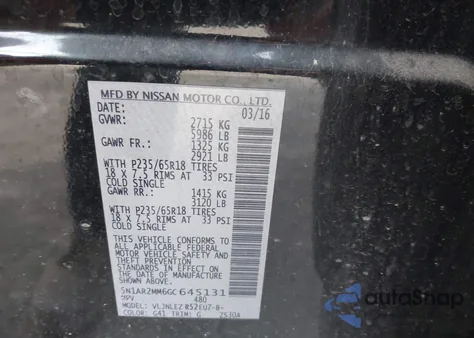 MFD BY NISSAN MOTOR CO., LTD.
DATE: 03/16
GVWR: 2715 KG
5986 LB
GAWR FR.: 1325 KG
2921 LB
WITH P235/65R18 TIRES
18 X 7.5 RIMS AT 33 PSI
COLD SINGLE
GAWR RR.: 1415 KG
3120 LB
WITH P235/65R18 TIRES
18 X 7.5 RIMS AT 33 PSI
COLD SINGLE
THIS VEHICLE CONFORMS TO
ALL APPLICABLE FEDERAL
MOTOR VEHICLE SAFETY AND
THEFT PREVENTION STANDARDS
IN EFFECT ON THE
DATE OF MANUFACTURE
5N1AR2MM6GC645131
MPV 480
MODEL:
COLOR: G41 TRIM: G
AutoSnap